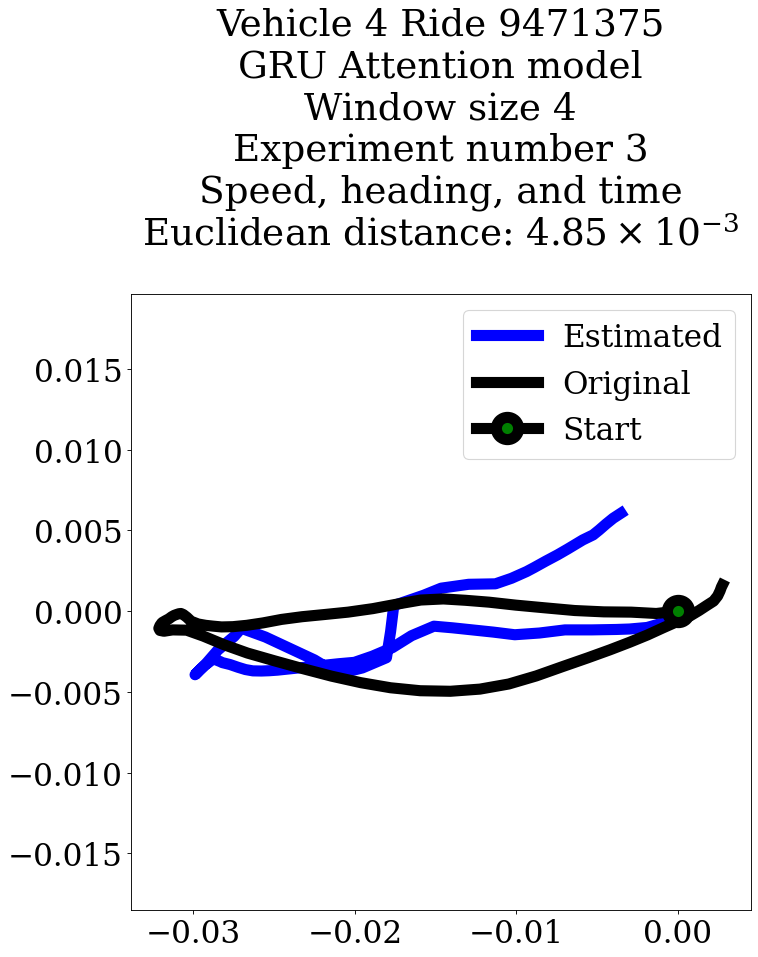 Vehicle 4 Ride 9471375
GRU Attention model
Window size 4
Experiment number 3
Speed, heading, and time
Euclidean distance: 4.85 × 10⁻³
Estimated
Original
Start
0.015
0.010
0.005
0.000
−0.005
−0.010
−0.015
−0.03
−0.02
−0.01
0.00